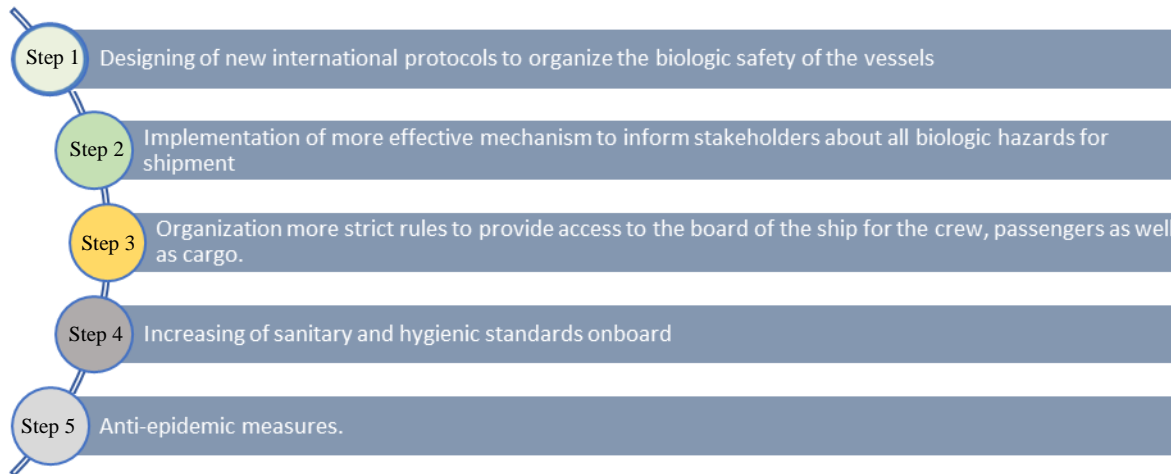 Step 1
Designing of new international protocols to organize the biologic safety of the vessels
Step 2
Implementation of more effective mechanism to inform stakeholders about all biologic hazards for
shipment
Step 3
Organization more strict rules to provide access to the board of the ship for the crew, passengers as well
as cargo.
Step 4
Increasing of sanitary and hygienic standards onboard
Step 5
Anti-epidemic measures.